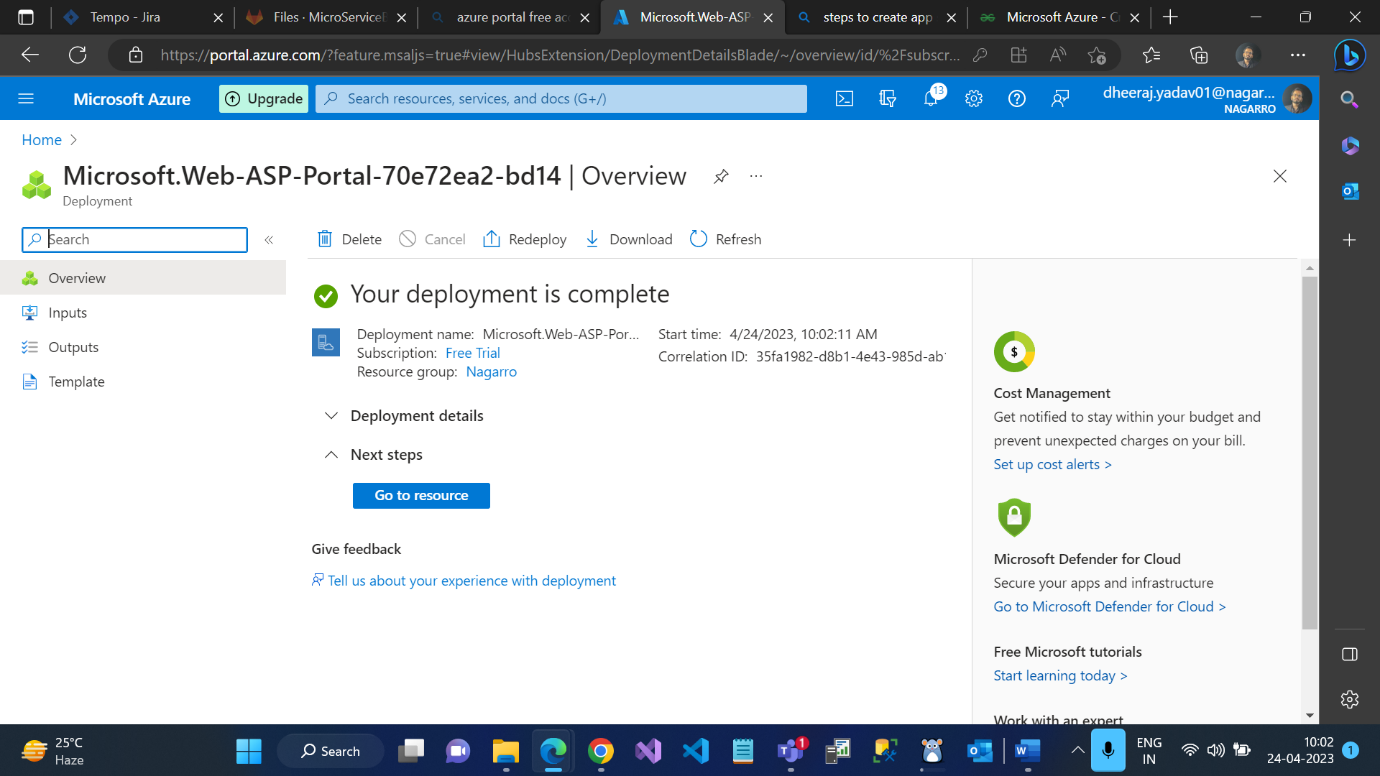 Tempo - Jira
Files · MicroServiceE
azure portal free acc
Microsoft.Web-ASP
steps to create app
Microsoft Azure - C
https://portal.azure.com/?feature.msaljs=true#view/HubsExtension/DeploymentDetailsBlade/~/overview/id/%2Fsubscr...
Microsoft Azure
Upgrade
Search resources, services, and docs (G+/)
13
dheeraj.yadav01@nagar...
NAGARRO
Home >
Microsoft.Web-ASP-Portal-70e72ea2-bd14 | Overview
Deployment
Search
Delete
Cancel
Redeploy
Download
Refresh
Overview
Inputs
Outputs
Template
Your deployment is complete
Deployment name: Microsoft.Web-ASP-Por...
Subscription: Free Trial
Resource group: Nagarro
Start time: 4/24/2023, 10:02:11 AM
Correlation ID: 35fa1982-d8b1-4e43-985d-ab
Deployment details
Next steps
Go to resource
Give feedback
Tell us about your experience with deployment
Cost Management
Get notified to stay within your budget and
prevent unexpected charges on your bill.
Set up cost alerts >
Microsoft Defender for Cloud
Secure your apps and infrastructure
Go to Microsoft Defender for Cloud >
Free Microsoft tutorials
Start learning today >
Work with an expert
25°C
Haze
Search
1
ENG
IN
10:02
24-04-2023
1